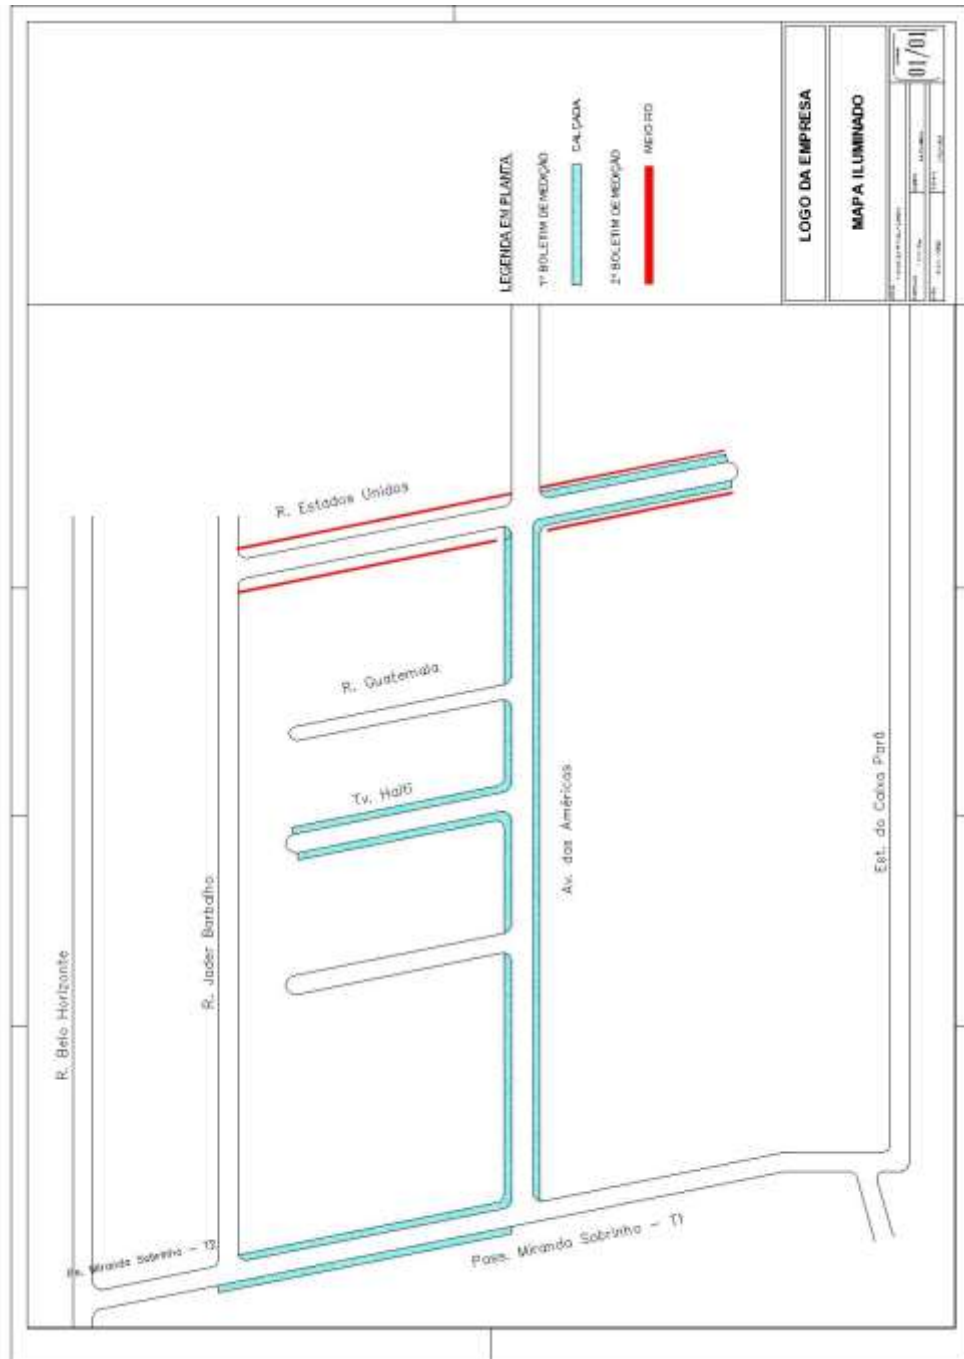 LOGO DA EMPRESA
MAPA ILUMINADO
01/01
LEGENDA EM PLANTA
1º BOLETIM DE MEDIÇÃO
CALÇADA
2º BOLETIM DE MEDIÇÃO
MEIO FIO
R. Estados Unidos
R. Guatemala
Tv. Haiti
R. Belo Horizonte
R. Jader Barbalho
Av. das Américas
Est. do Caixa Pará
Ps. Miranda Sobrinho - T2
Pass. Miranda Sobrinho - T1